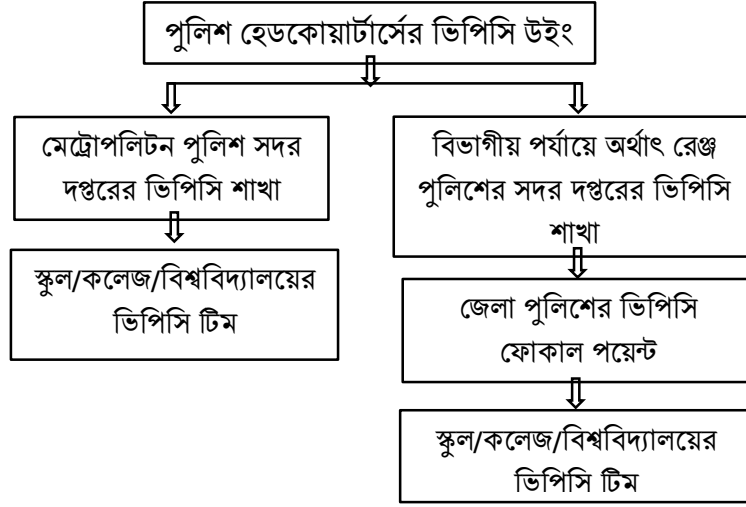 পুলিশ হেডকোয়ার্টার্সের ভিপিসি উইং
মেট্রোপলিটন পুলিশ সদর
দপ্তরের ভিপিসি শাখা
স্কুল/কলেজ/বিশ্ববিদ্যালয়ের
ভিপিসি টিম
বিভাগীয় পর্যায়ে অর্থাৎ রেঞ্জ
পুলিশের সদর দপ্তরের ভিপিসি
শাখা
জেলা পুলিশের ভিপিসি
ফোকাল পয়েন্ট
স্কুল/কলেজ/বিশ্ববিদ্যালয়ের
ভিপিসি টিম